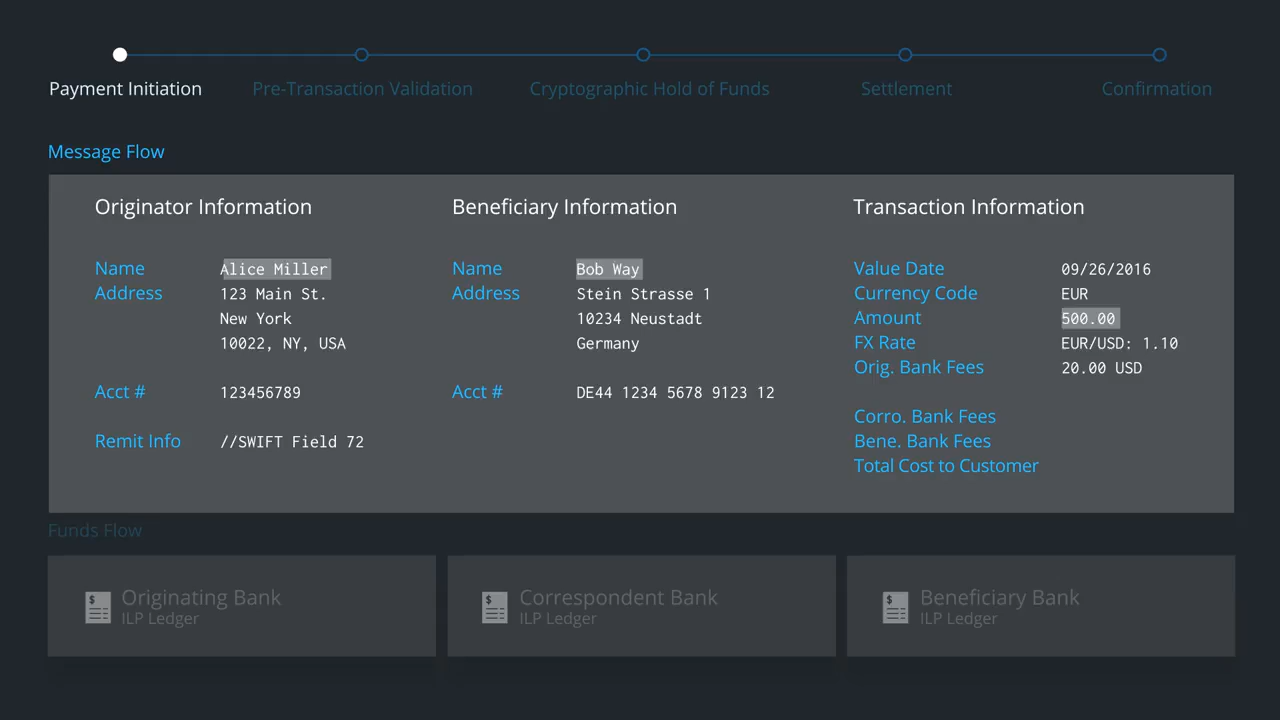 Payment Initiation
Pre-Transaction Validation
Cryptographic Hold of Funds
Settlement
Confirmation
Message Flow
Originator Information
Name Alice Miller
Address 123 Main St.
New York
10022, NY, USA
Acct # 123456789
Remit Info //SWIFT Field 72
Beneficiary Information
Name Bob Way
Address Stein Strasse 1
10234 Neustadt
Germany
Acct # DE44 1234 5678 9123 12
Transaction Information
Value Date 09/26/2016
Currency Code EUR
Amount 500.00
FX Rate EUR/USD: 1.10
Orig. Bank Fees 20.00 USD
Corro. Bank Fees
Bene. Bank Fees
Total Cost to Customer
Funds Flow
$ Originating Bank
ILP Ledger
$ Correspondent Bank
ILP Ledger
$ Beneficiary Bank
ILP Ledger